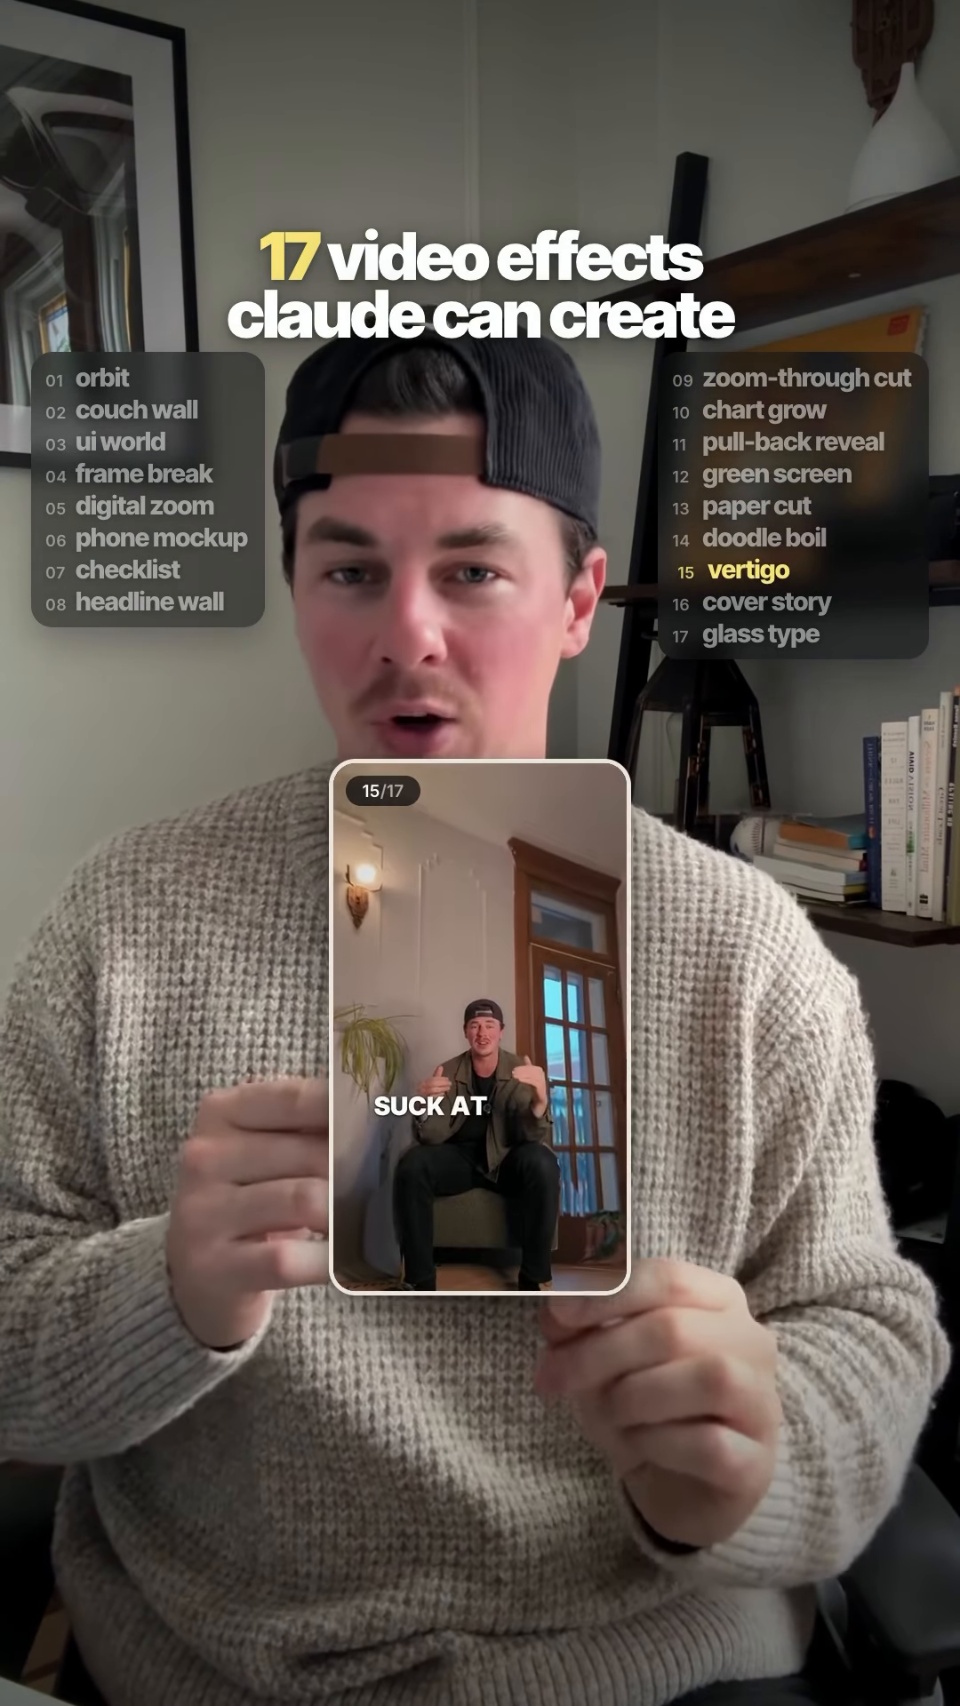 17 video effects
claude can create
01 orbit
02 couch wall
03 ui world
04 frame break
05 digital zoom
06 phone mockup
07 checklist
08 headline wall
09 zoom-through cut
10 chart grow
11 pull-back reveal
12 green screen
13 paper cut
14 doodle boil
15 vertigo
16 cover story
17 glass type
15/17
SUCK AT